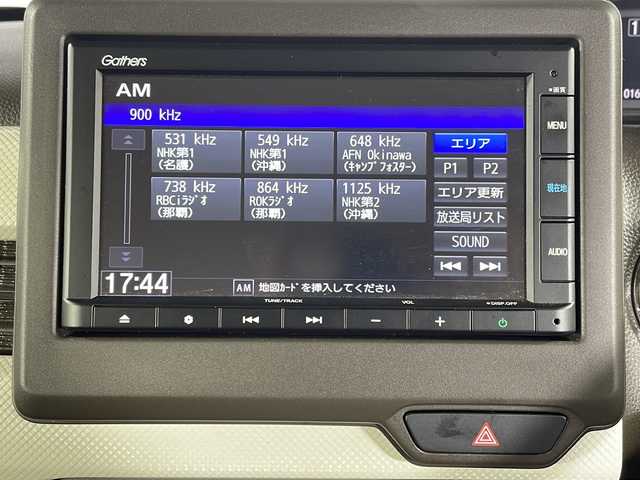 Gathers
AM
900 kHz
531 kHz
NHK第1
(名護)
549 kHz
NHK第1
(沖縄)
648 kHz
AFN Okinawa
(ｷｬﾝﾌﾟﾌｫｽﾀｰ)
738 kHz
RBCiﾗｼﾞｵ
(那覇)
864 kHz
ROKﾗｼﾞｵ
(那覇)
1125 kHz
NHK第2
(沖縄)
エリア
P1 P2
エリア更新
放送局リスト
SOUND
17:44
AM 地図ｶｰﾄﾞを挿入してください
画質
MENU
現在地
AUDIO
TUNE/TRACK
VOL
DISP.OFF
016